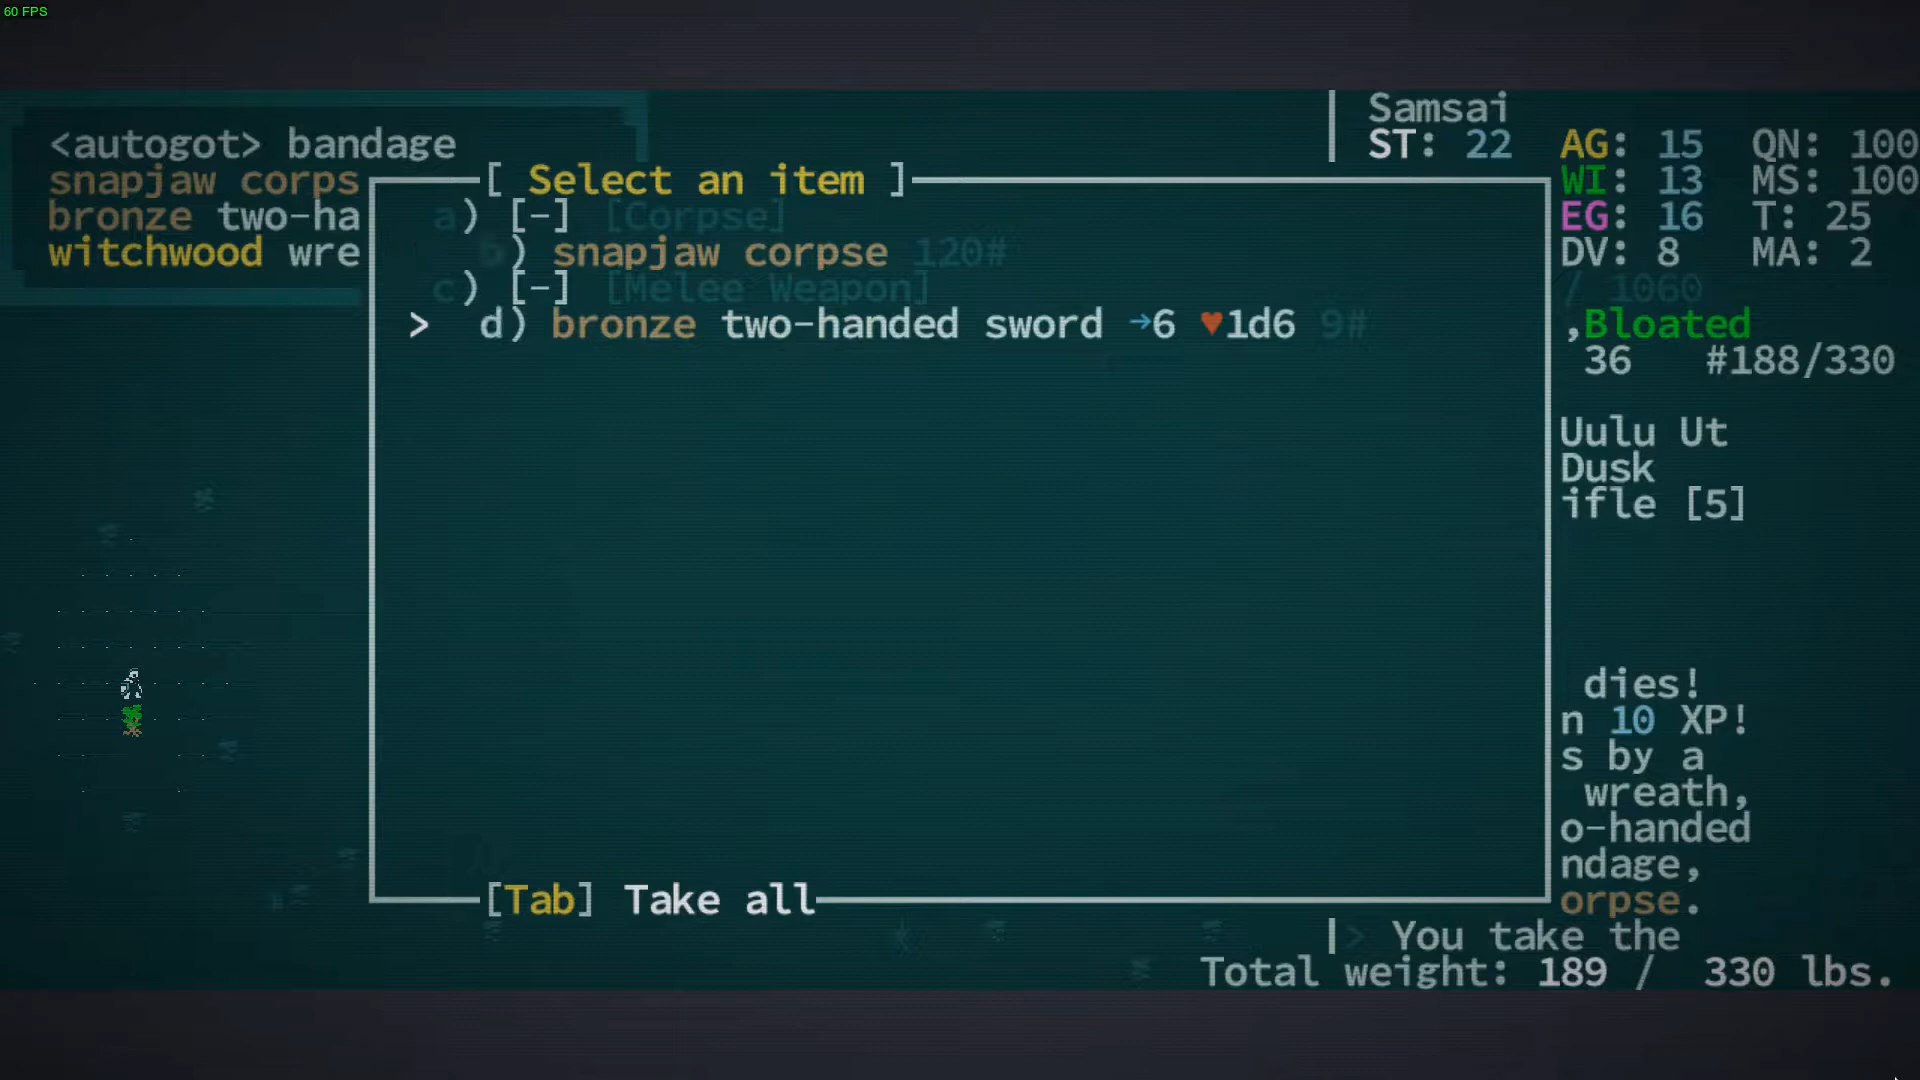 60 FPS
Samsai
<autogot> bandage
ST: 22 AG: 15 QN: 100
snapjaw corps
[ Select an item ]
WI: 13 MS: 100
bronze two-ha
a) [-] [Corpse]
EG: 16 T: 25
witchwood wre
b) snapjaw corpse 120#
DV: 8 MA: 2
c) [-] [Melee Weapon]
/ 1060
> d) bronze two-handed sword →6 ♥1d6 9#
,Bloated
36 #188/330
Uulu Ut
Dusk
ifle [5]
dies!
n 10 XP!
s by a
wreath,
o-handed
ndage,
[Tab] Take all
orpse.
> You take the
Total weight: 189 / 330 lbs.